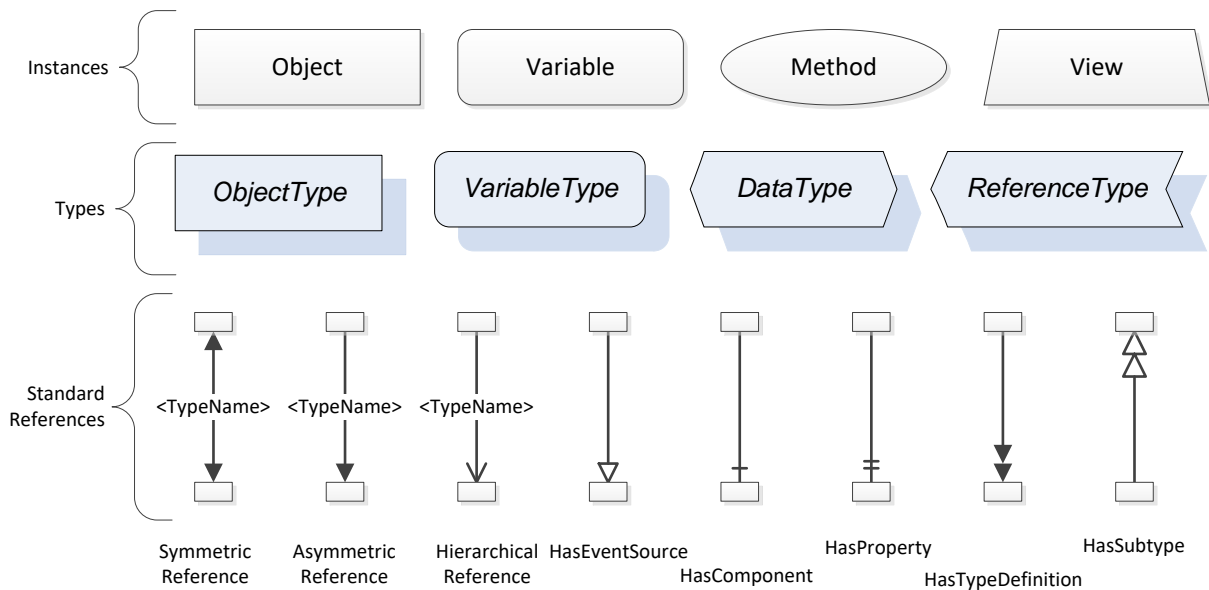 Instances
Object
Variable
Method
View
Types
ObjectType
VariableType
DataType
ReferenceType
Standard
References
<TypeName>
<TypeName>
<TypeName>
Symmetric
Reference
Asymmetric
Reference
Hierarchical
Reference
HasEventSource
HasComponent
HasProperty
HasTypeDefinition
HasSubtype